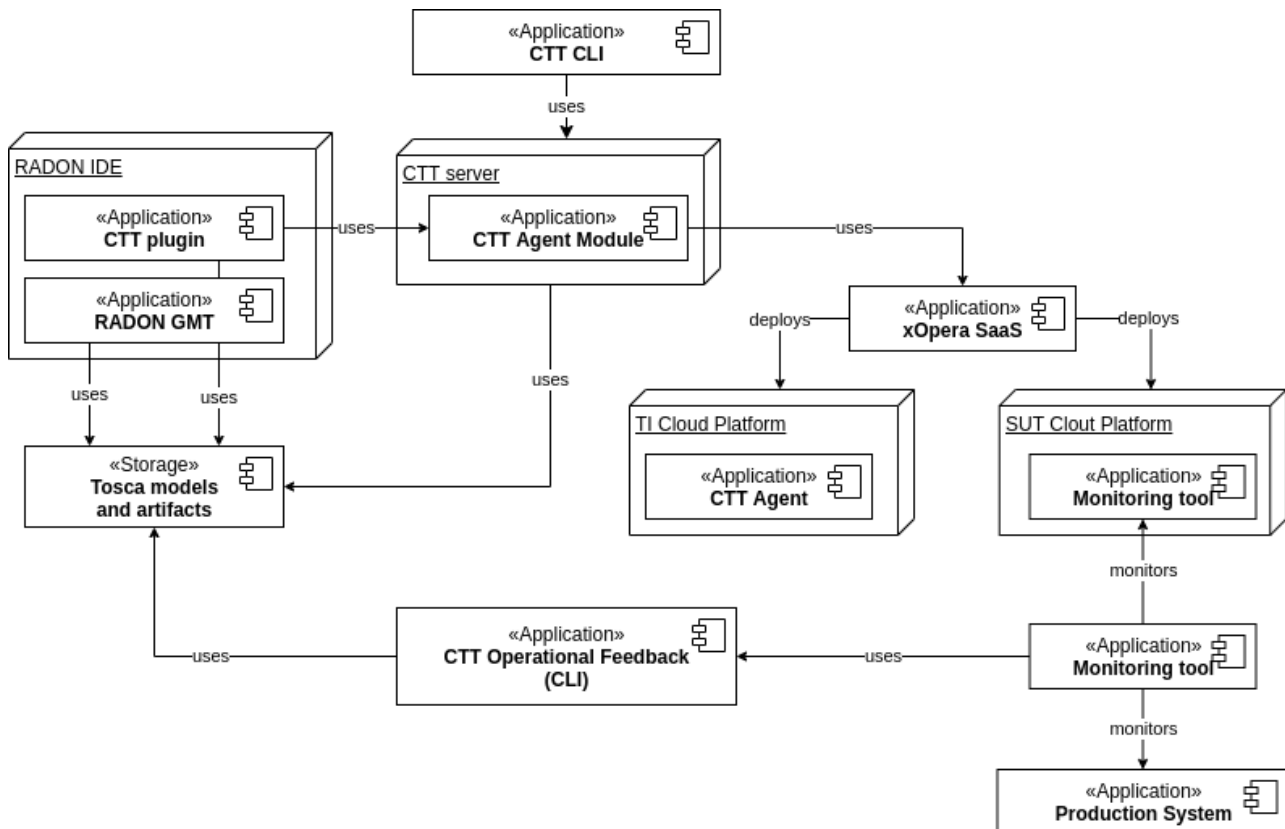 «Application»
CTT CLI
uses
RADON IDE
CTT server
«Application»
CTT plugin
uses
«Application»
CTT Agent Module
uses
«Application»
RADON GMT
«Application»
xOpera SaaS
deploys
deploys
uses
uses
uses
TI Cloud Platform
SUT Clout Platform
«Storage»
Tosca models
and artifacts
«Application»
CTT Agent
«Application»
Monitoring tool
monitors
«Application»
CTT Operational Feedback
(CLI)
uses
uses
«Application»
Monitoring tool
monitors
«Application»
Production System